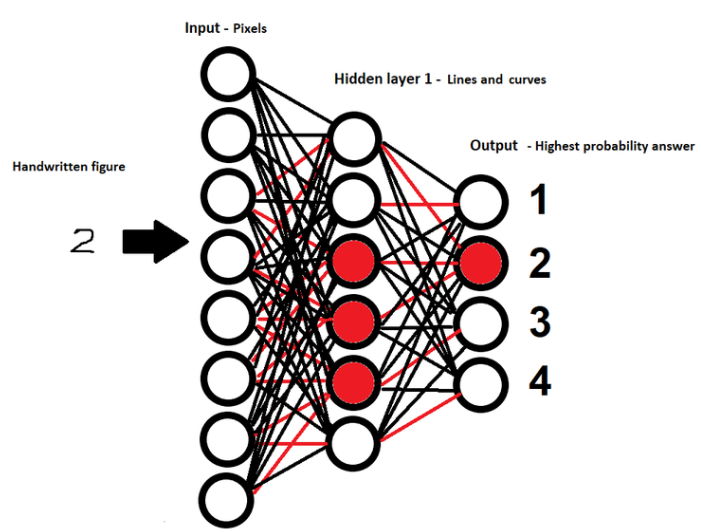 Input - Pixels
Hidden layer 1 - Lines and curves
Output - Highest probability answer
Handwritten figure
2
1
2
3
4